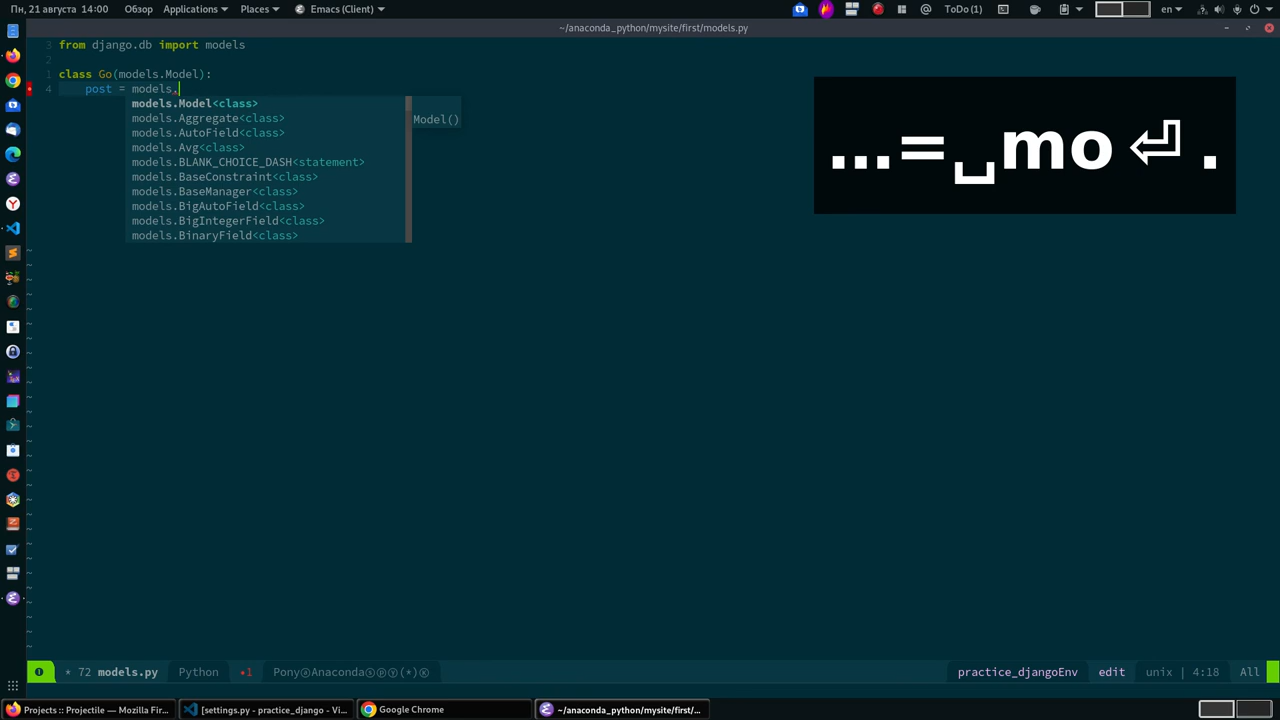 Пн, 21 августа 14:00 Обзор Applications Places Emacs (Client) @ ToDo (1) en
~/anaconda_python/mysite/first/models.py
3 from django.db import models
2
1 class Go(models.Model):
4 post = models.
models.Model<class>
Model()
models.Aggregate<class>
models.AutoField<class>
models.Avg<class>
models.BLANK_CHOICE_DASH<statement>
models.BaseConstraint<class>
models.BaseManager<class>
models.BigAutoField<class>
models.BigIntegerField<class>
models.BinaryField<class>
...=␣mo⏎.
* 72 models.py Python •1 PonyⓐAnacondaⓢⓟⓎ(*)Ⓚ practice_djangoEnv edit unix | 4:18 All
Projects :: Projectile — Mozilla Fir... [settings.py - practice_django - Vi... Google Chrome ~/anaconda_python/mysite/first/...